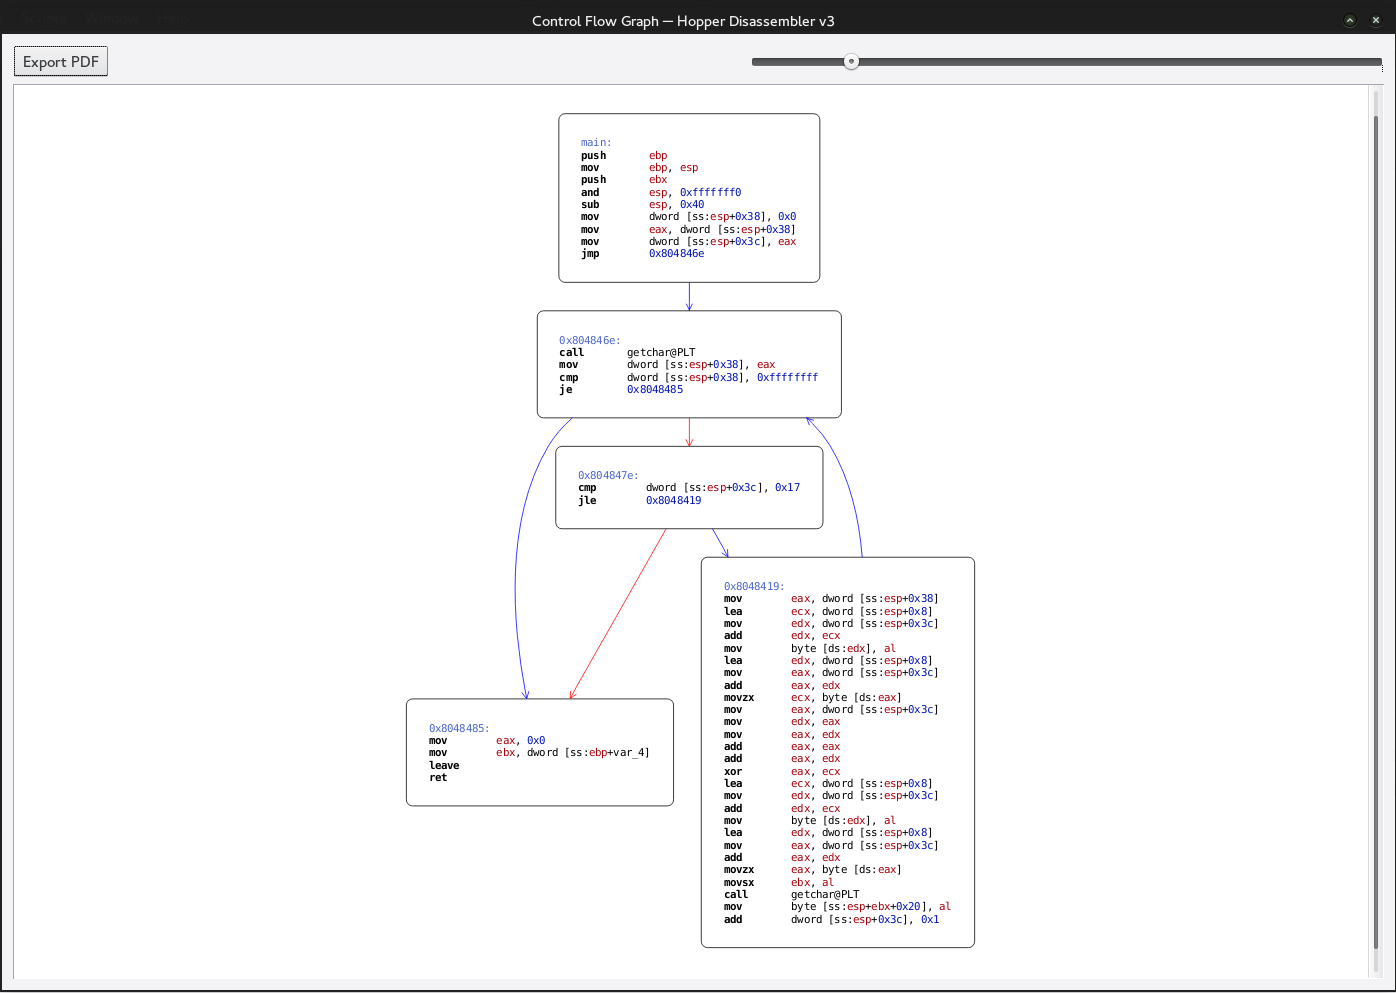 Control Flow Graph — Hopper Disassembler v3
Export PDF
main:
push ebp
mov ebp, esp
push ebx
and esp, 0xfffffff0
sub esp, 0x40
mov dword [ss:esp+0x38], 0x0
mov eax, dword [ss:esp+0x38]
mov dword [ss:esp+0x3c], eax
jmp 0x804846e
0x804846e:
call getchar@PLT
mov dword [ss:esp+0x38], eax
cmp dword [ss:esp+0x38], 0xffffffff
je 0x8048485
0x804847e:
cmp dword [ss:esp+0x3c], 0x17
jle 0x8048419
0x8048419:
mov eax, dword [ss:esp+0x38]
lea ecx, dword [ss:esp+0x8]
mov edx, dword [ss:esp+0x3c]
add edx, ecx
mov byte [ds:edx], al
lea edx, dword [ss:esp+0x8]
mov eax, dword [ss:esp+0x3c]
add eax, edx
movzx ecx, byte [ds:eax]
mov eax, dword [ss:esp+0x3c]
mov edx, eax
mov eax, edx
add eax, eax
add eax, edx
xor eax, ecx
lea ecx, dword [ss:esp+0x8]
mov edx, dword [ss:esp+0x3c]
add edx, ecx
mov byte [ds:edx], al
lea edx, dword [ss:esp+0x8]
mov eax, dword [ss:esp+0x3c]
add eax, edx
movzx eax, byte [ds:eax]
movsx ebx, al
call getchar@PLT
mov byte [ss:esp+ebx+0x20], al
add dword [ss:esp+0x3c], 0x1
0x8048485:
mov eax, 0x0
mov ebx, dword [ss:ebp+var_4]
leave
ret